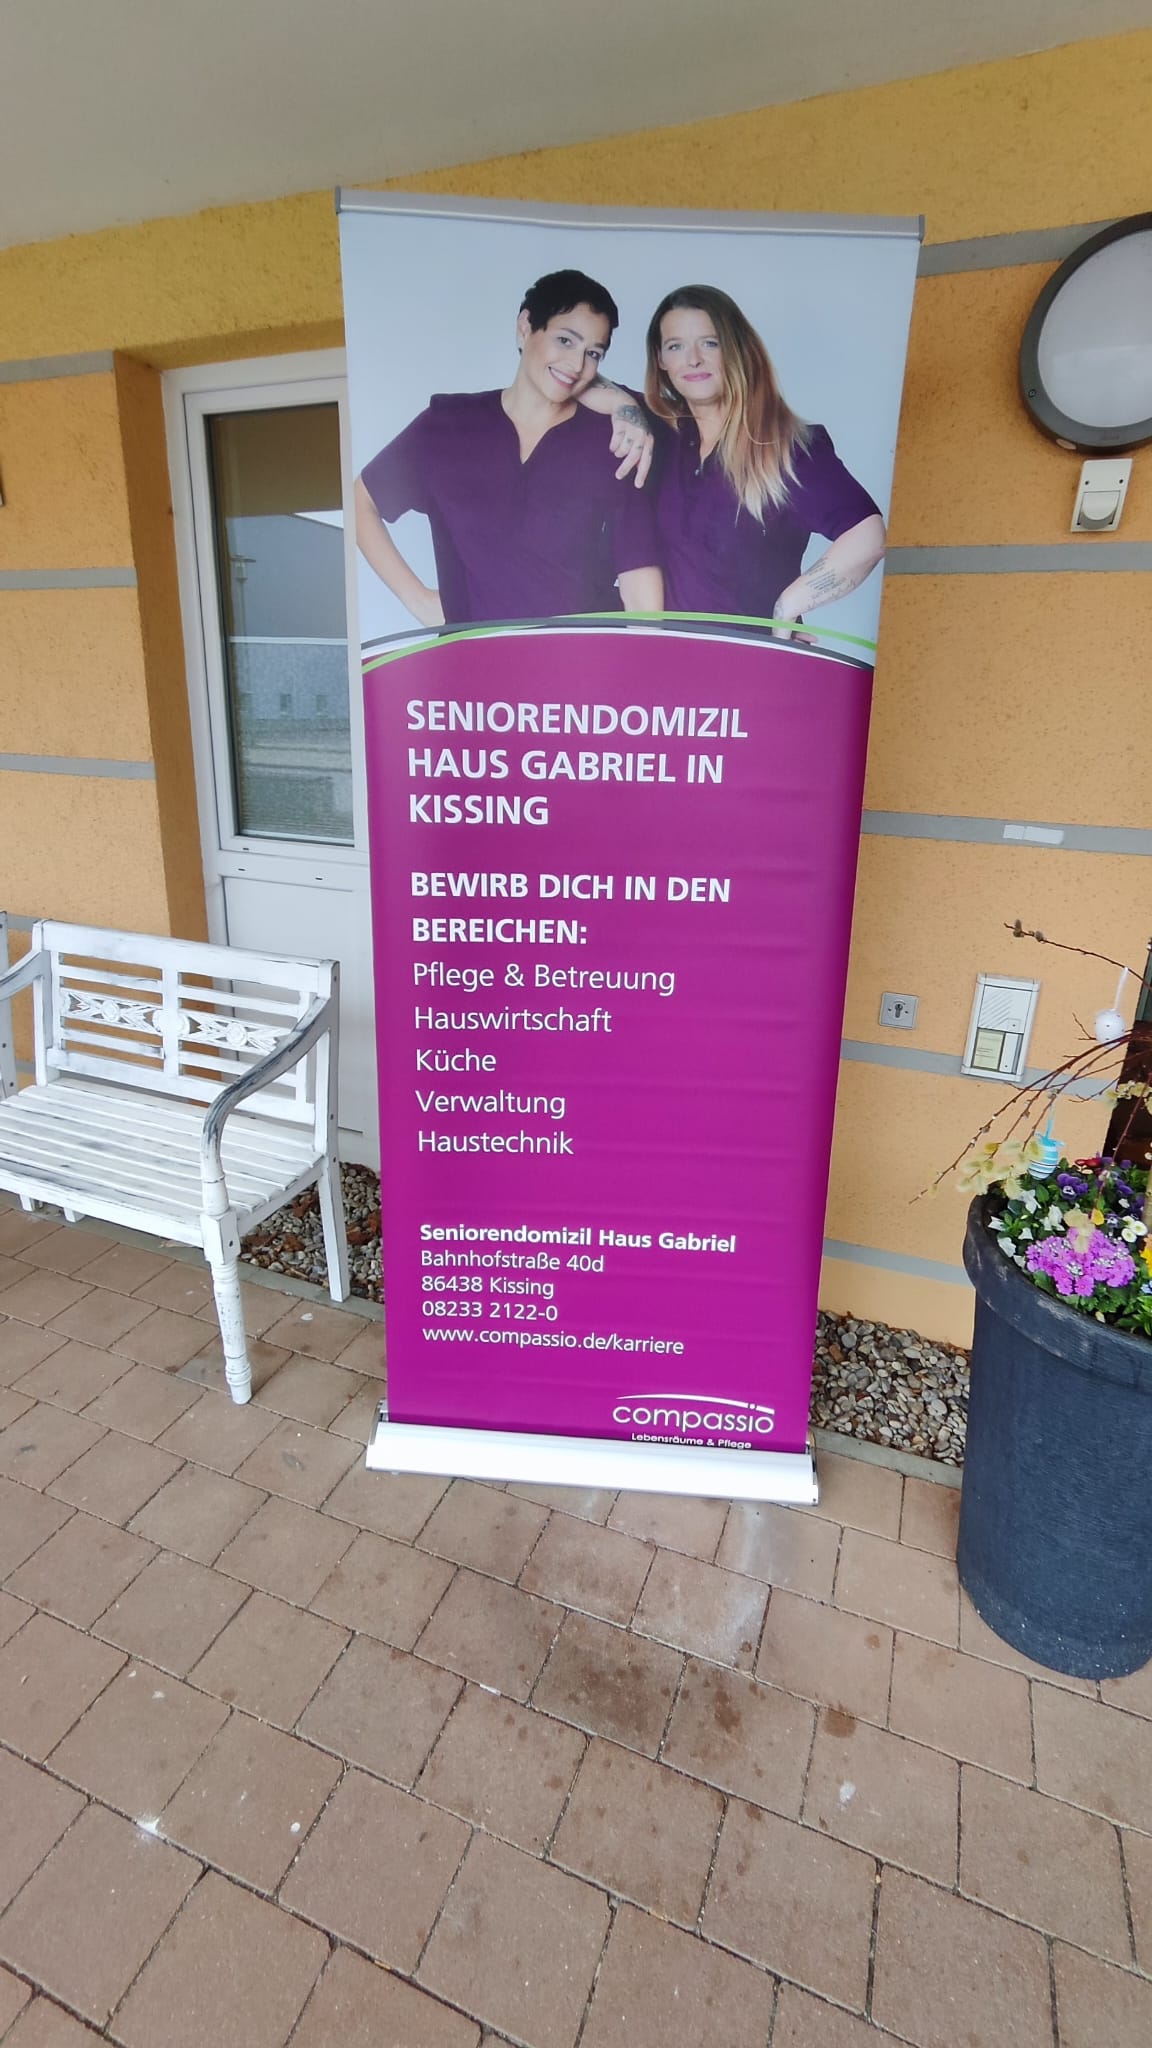 SENIORENDOMIZIL
HAUS GABRIEL IN
KISSING
BEWIRB DICH IN DEN
BEREICHEN:
Pflege & Betreuung
Hauswirtschaft
Küche
Verwaltung
Haustechnik
Seniorendomizil Haus Gabriel
Bahnhofstraße 40d
86438 Kissing
08233 2122-0
www.compassio.de/karriere
compassio
Lebensräume & Pflege